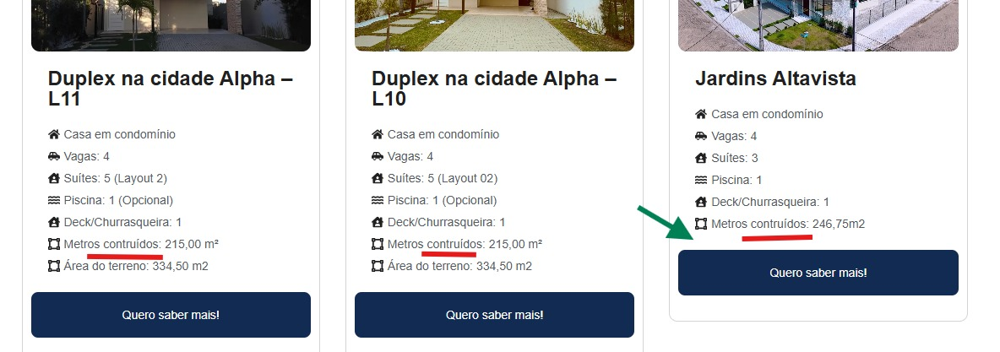 Duplex na cidade Alpha –
L11
Casa em condomínio
Vagas: 4
Suítes: 5 (Layout 2)
Piscina: 1 (Opcional)
Deck/Churrasqueira: 1
Metros contruídos: 215,00 m²
Área do terreno: 334,50 m2
Quero saber mais!
Duplex na cidade Alpha –
L10
Casa em condomínio
Vagas: 4
Suítes: 5 (Layout 02)
Piscina: 1 (Opcional)
Deck/Churrasqueira: 1
Metros contruídos: 215,00 m²
Área do terreno: 334,50 m2
Quero saber mais!
Jardins Altavista
Casa em condomínio
Vagas: 4
Suítes: 3
Piscina: 1
Deck/Churrasqueira: 1
Metros contruídos: 246,75m2
Quero saber mais!